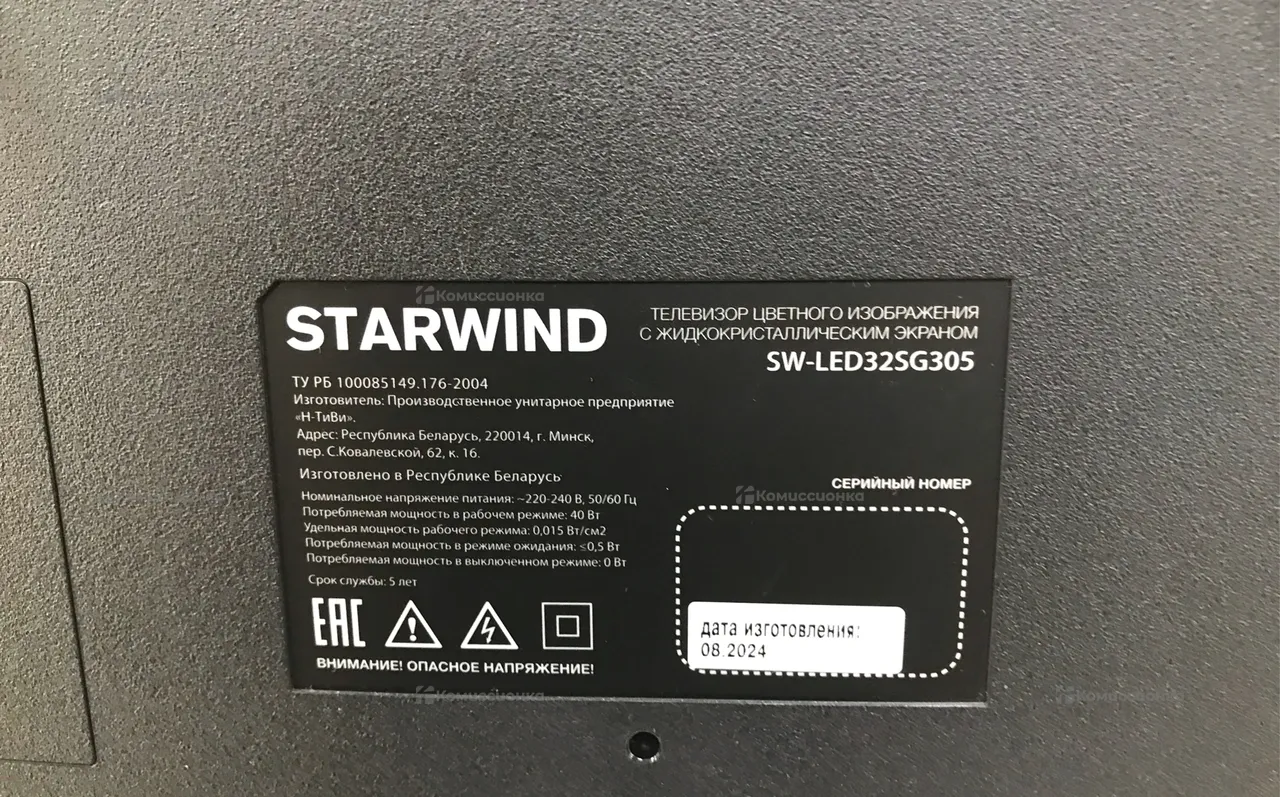 Комиссионка
STARWIND
ТЕЛЕВИЗОР ЦВЕТНОГО ИЗОБРАЖЕНИЯ
С ЖИДКОКРИСТАЛЛИЧЕСКИМ ЭКРАНОМ
SW-LED32SG305
ТУ РБ 100085149.176-2004
Изготовитель: Производственное унитарное предприятие
«Н-ТиВи».
Адрес: Республика Беларусь, 220014, г. Минск,
пер. С.Ковалевской, 62, к. 16.
Изготовлено в Республике Беларусь
Номинальное напряжение питания: ~220-240 В, 50/60 Гц
Потребляемая мощность в рабочем режиме: 40 Вт
Удельная мощность рабочего режима: 0,015 Вт/см2
Потребляемая мощность в режиме ожидания: ≤0,5 Вт
Потребляемая мощность в выключенном режиме: 0 Вт
Срок службы: 5 лет
EAC
ВНИМАНИЕ! ОПАСНОЕ НАПРЯЖЕНИЕ!
СЕРИЙНЫЙ НОМЕР
Комиссионка
дата изготовления:
08.2024
Комиссионка
Комиссионка